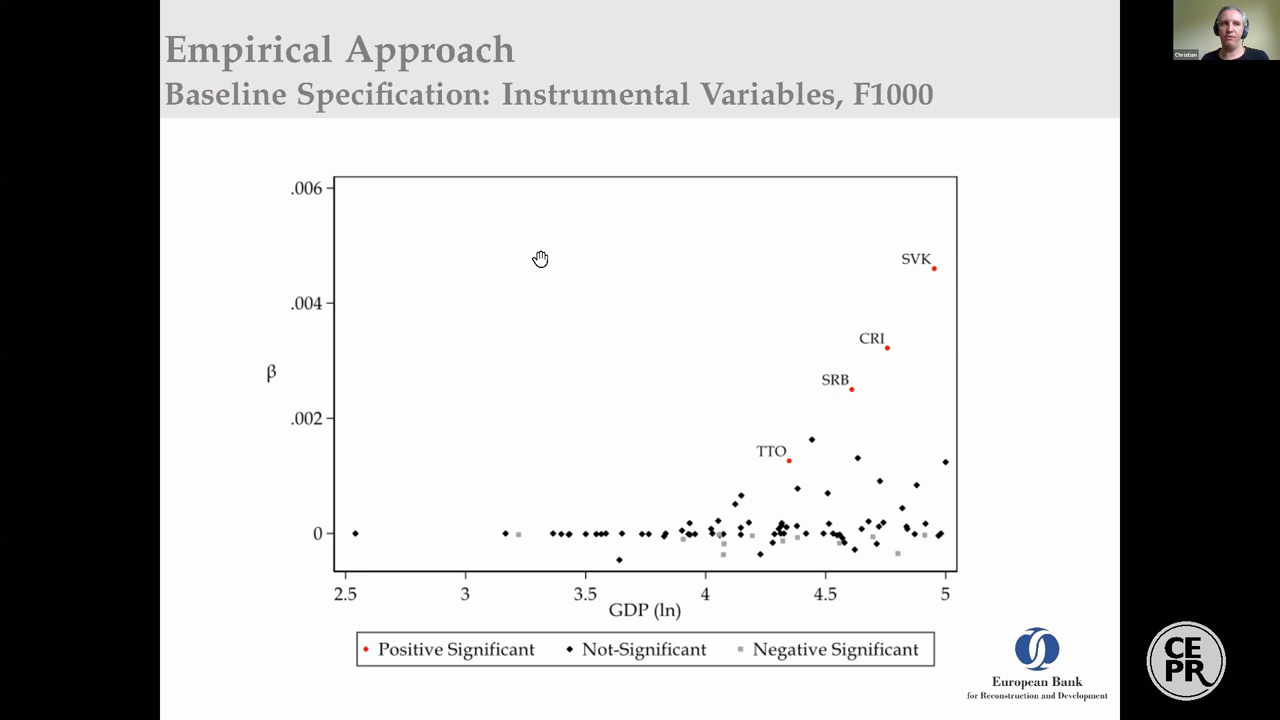 Empirical Approach
Baseline Specification: Instrumental Variables, F1000
Christian
.006
.004
.002
0
β
SVK
CRI
SRB
TTO
2.5 3 3.5 4 4.5 5
GDP (ln)
Positive Significant Not-Significant Negative Significant
European Bank
for Reconstruction and Development
CE
PR